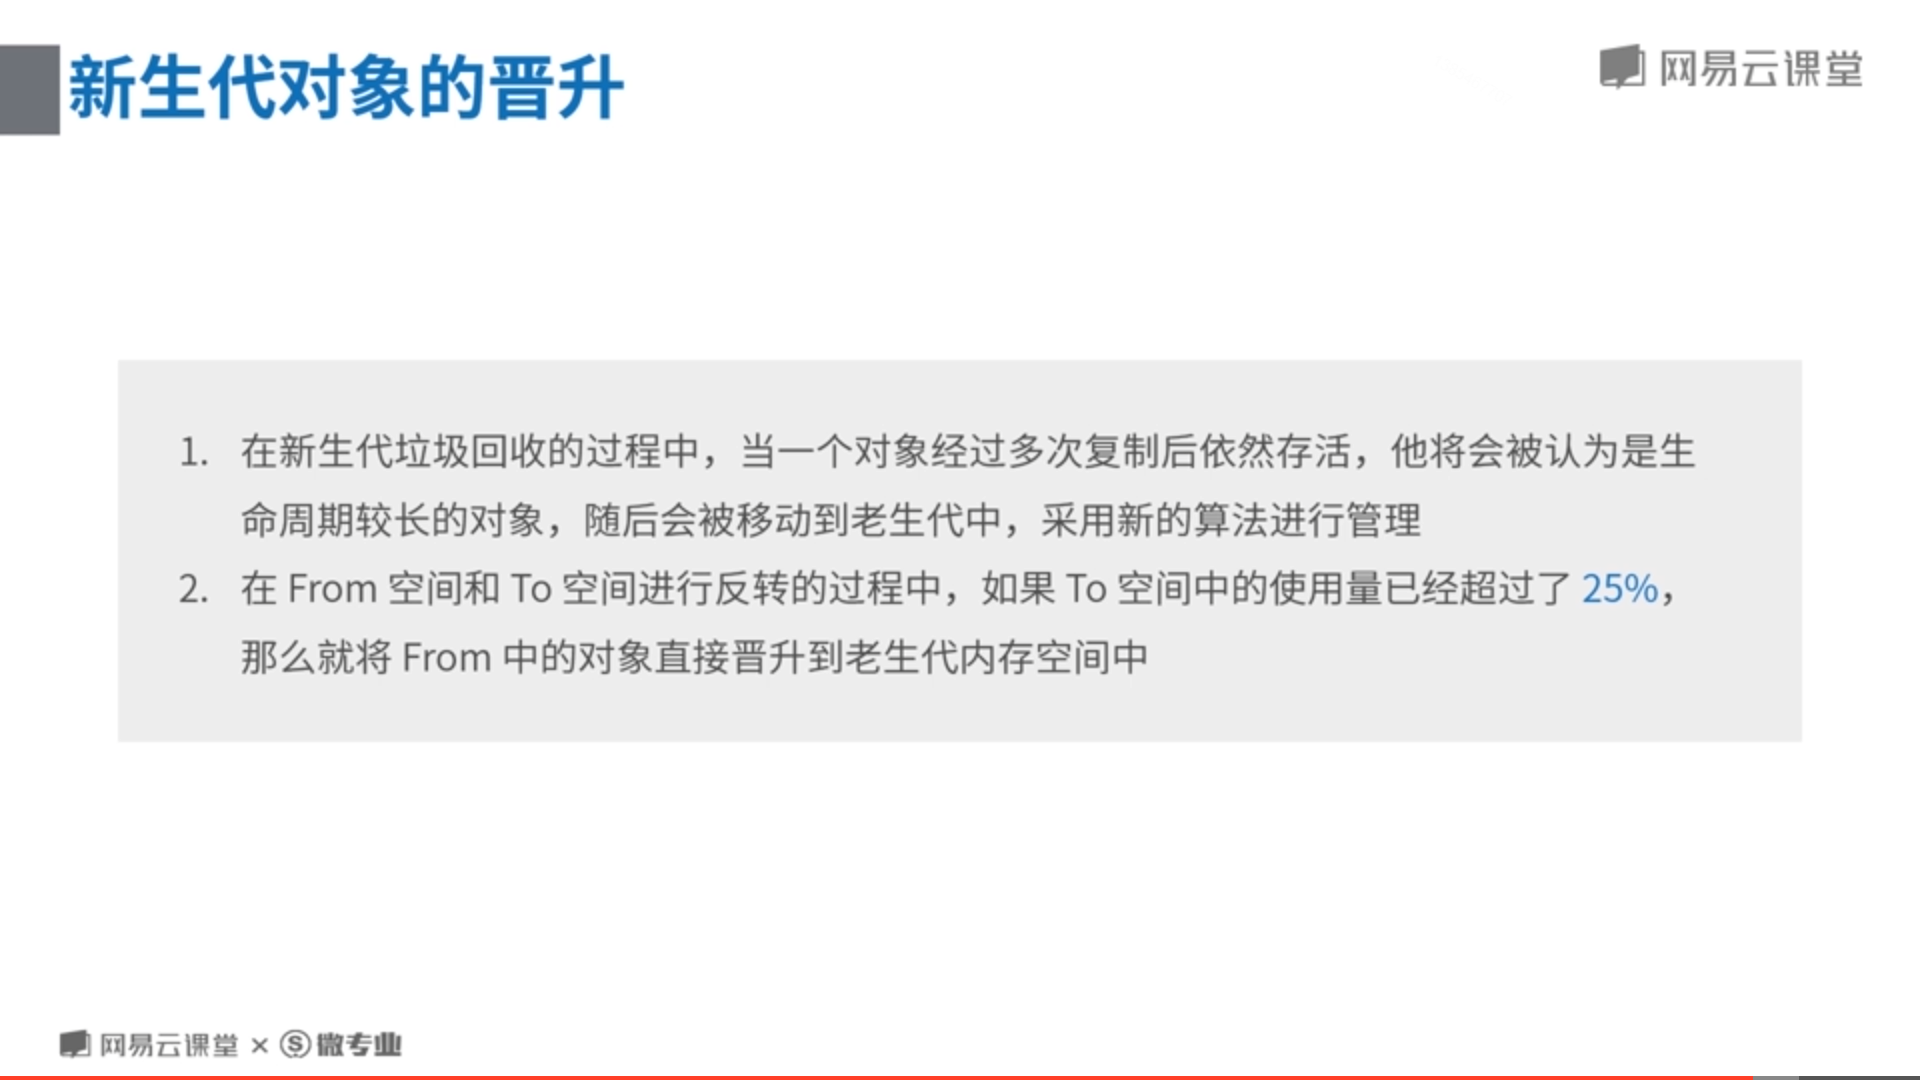 新生代对象的晋升
网易云课堂
1. 在新生代垃圾回收的过程中，当一个对象经过多次复制后依然存活，他将会被认为是生
命周期较长的对象，随后会被移动到老生代中，采用新的算法进行管理
2. 在 From 空间和 To 空间进行反转的过程中，如果 To 空间中的使用量已经超过了 25%，
那么就将 From 中的对象直接晋升到老生代内存空间中
网易云课堂 × Ⓢ微专业